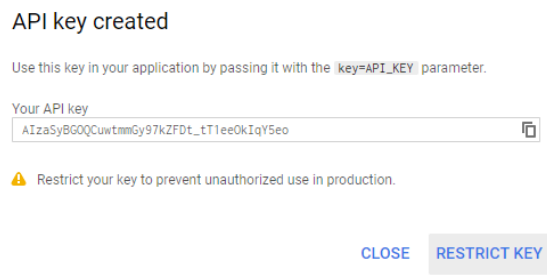 API key created
Use this key in your application by passing it with the key=API_KEY parameter.
Your API key
AIzaSyBGOQCuwtmmGy97kZFDt_tT1eeOkIqY5eo
Restrict your key to prevent unauthorized use in production.
CLOSE RESTRICT KEY